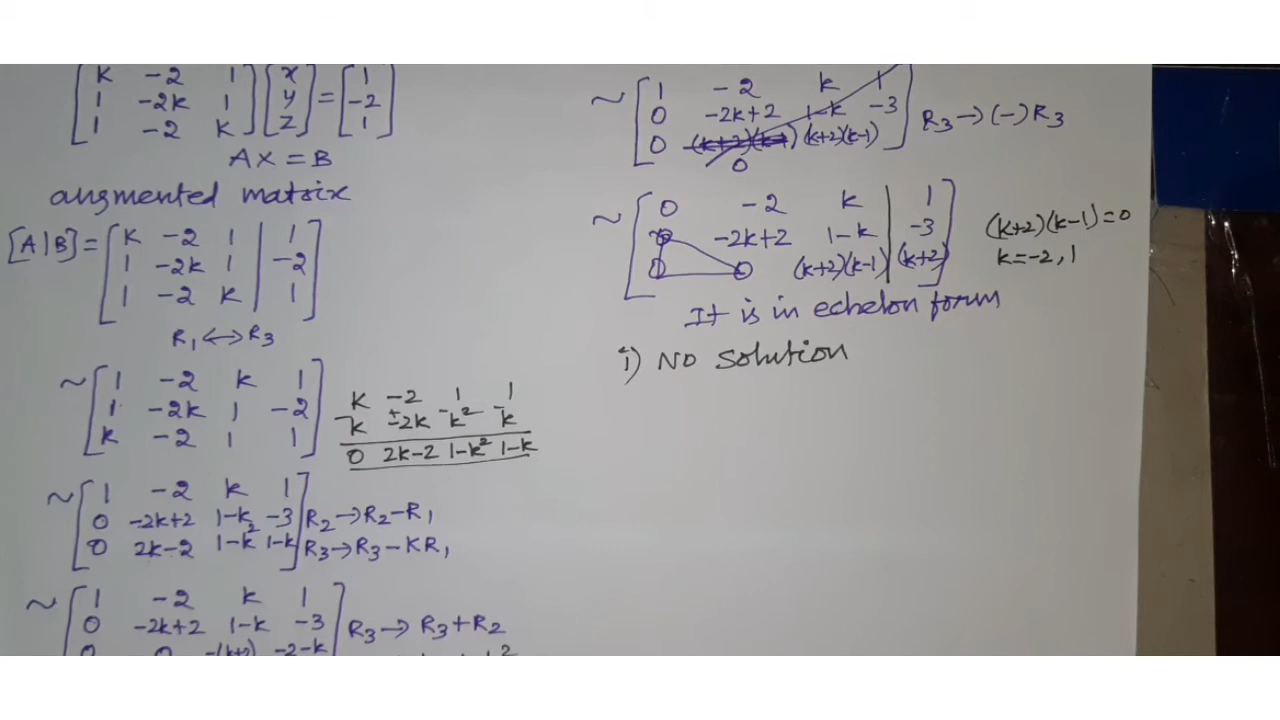 [K -2 1] [x] [1]
[1 -2K 1] [y] = [-2]
[1 -2 K] [z] [1]
AX = B
augmented matrix
[A|B] = [K -2 1 | 1]
[1 -2K 1 | -2]
[1 -2 K | 1]
R₁ ↔ R₃
~ [1 -2 K 1]
[1 -2K 1 -2]
[K -2 1 1]
K -2 1 1
-K ±2K -K² -K
0 2K-2 1-K² 1-K
~ [1 -2 K 1]
[0 -2K+2 1-K -3] R₂ → R₂-R₁
[0 2K-2 1-K² 1-K] R₃ → R₃-KR₁
~ [1 -2 K 1]
[0 -2K+2 1-K -3] R₃ → R₃+R₂
0 0 -2-K
~ [1 -2 K 1]
[0 -2K+2 1-K -3] R₃ → (-)R₃
[0 (K+2)(K-1)]
0
~ [0 -2 K | 1]
[0 -2K+2 1-K | -3]
[0 0 (K+2)(K-1) | (K+2)]
(K+2)(K-1)=0
K=-2, 1
It is in echelon form
i) NO Solution